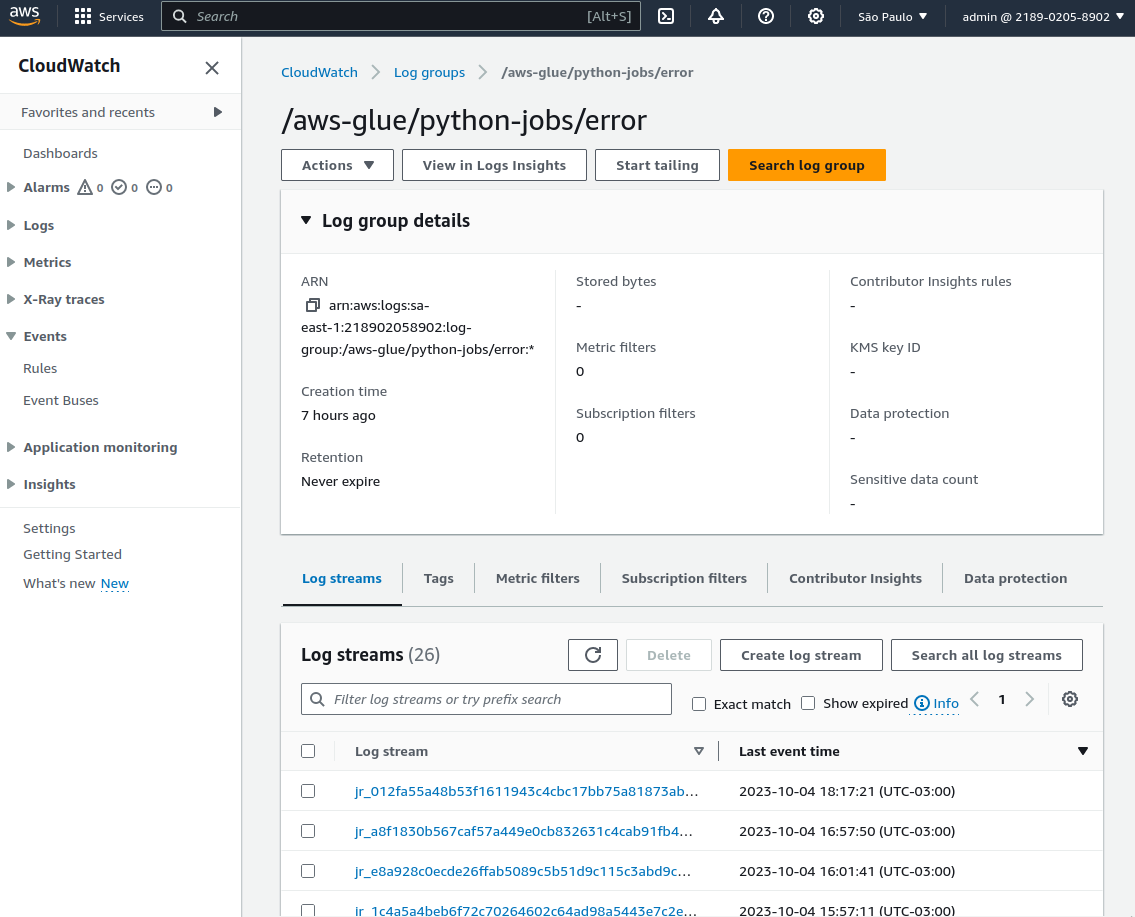 aws
Services
Search [Alt+S]
São Paulo
admin @ 2189-0205-8902
CloudWatch
Favorites and recents
Dashboards
Alarms 0 0 0
Logs
Metrics
X-Ray traces
Events
Rules
Event Buses
Application monitoring
Insights
Settings
Getting Started
What's new New
CloudWatch Log groups /aws-glue/python-jobs/error
/aws-glue/python-jobs/error
Actions View in Logs Insights Start tailing Search log group
Log group details
ARN
arn:aws:logs:sa-
east-1:218902058902:log-
group:/aws-glue/python-jobs/error:*
Creation time
7 hours ago
Retention
Never expire
Stored bytes
-
Metric filters
0
Subscription filters
0
Contributor Insights rules
-
KMS key ID
-
Data protection
-
Sensitive data count
-
Log streams Tags Metric filters Subscription filters Contributor Insights Data protection
Log streams (26)
Delete Create log stream Search all log streams
Filter log streams or try prefix search
Exact match Show expired Info 1
Log stream Last event time
jr_012fa55a48b53f1611943c4cbc17bb75a81873ab... 2023-10-04 18:17:21 (UTC-03:00)
jr_a8f1830b567caf57a449e0cb832631c4cab91fb4... 2023-10-04 16:57:50 (UTC-03:00)
jr_e8a928c0ecde26ffab5089c5b51d9c115c3abd9c... 2023-10-04 16:01:41 (UTC-03:00)
jr_1c4a5a4beb6f72c70264602c64ad98a5443e7c2e... 2023-10-04 15:57:11 (UTC-03:00)